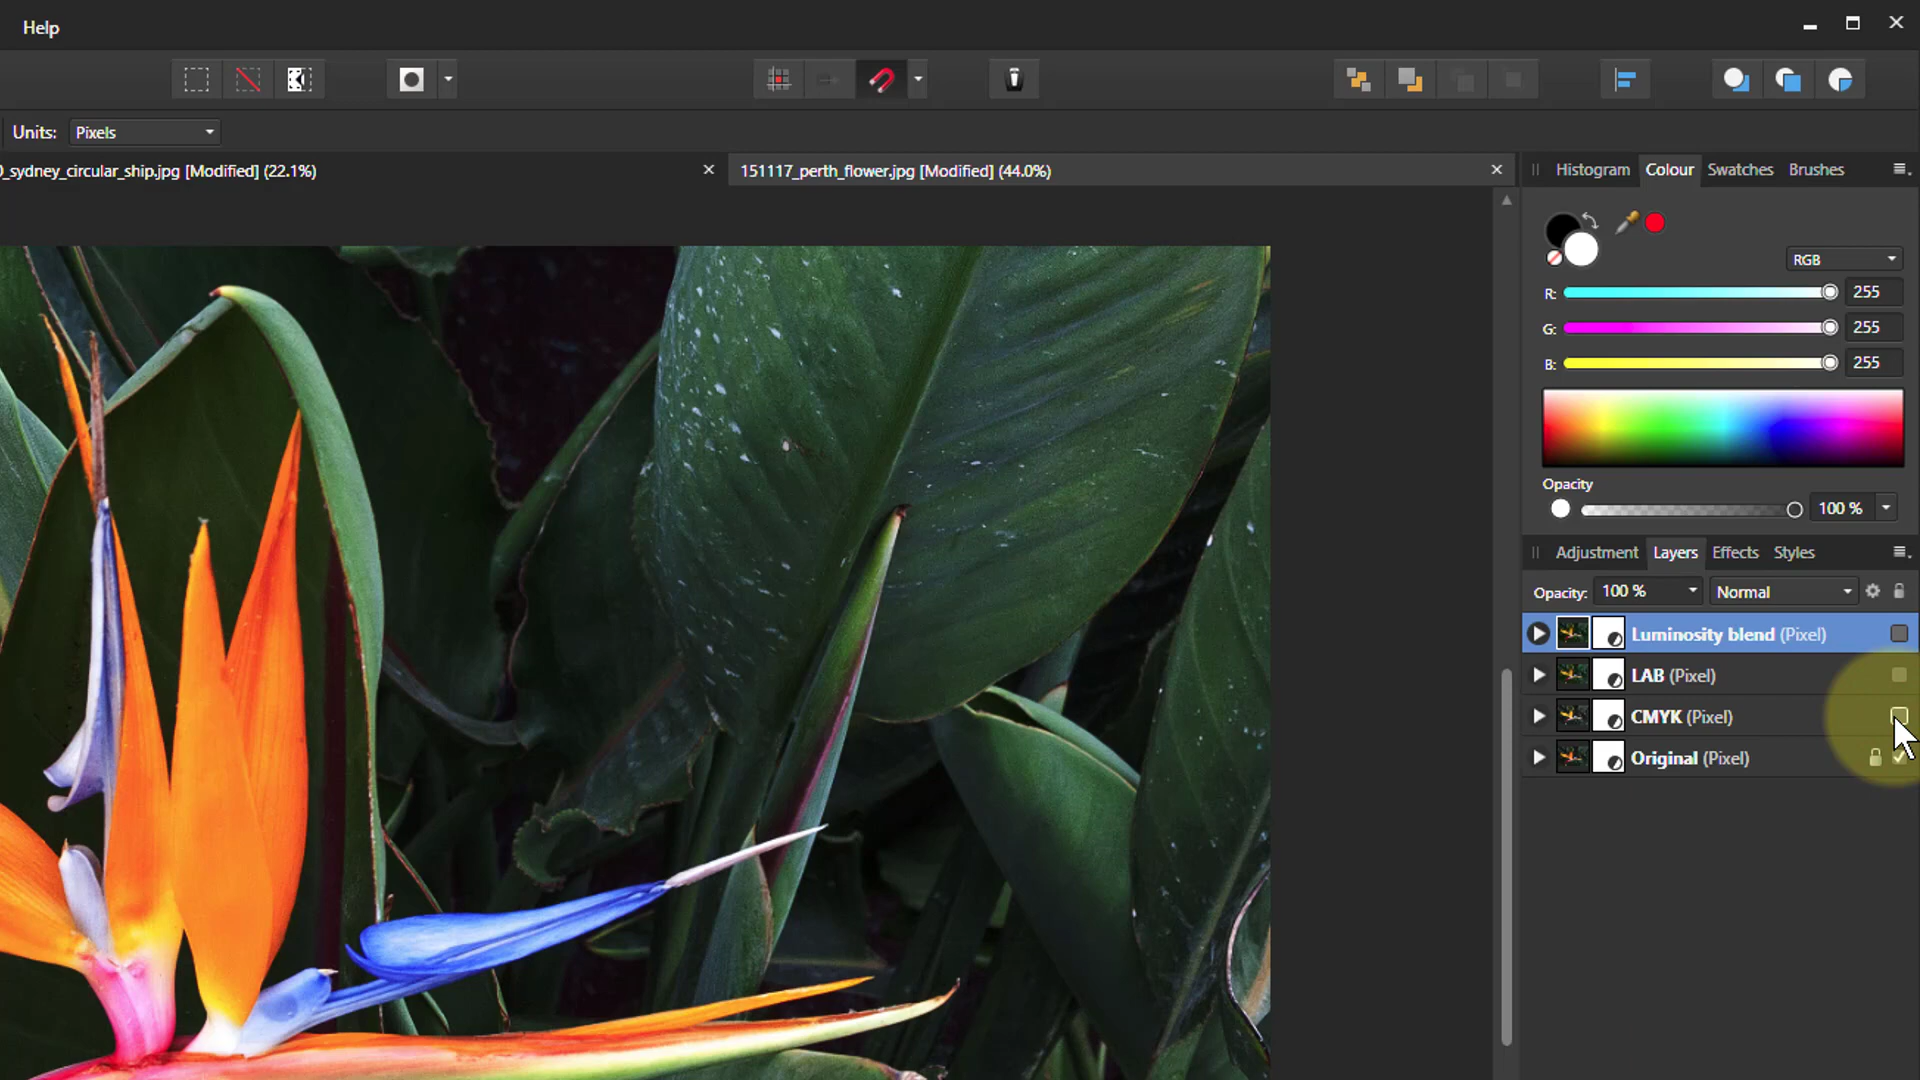 Help
Units: Pixels
_sydney_circular_ship.jpg [Modified] (22.1%)
151117_perth_flower.jpg [Modified] (44.0%)
Histogram Colour Swatches Brushes
RGB
R: 255
G: 255
B: 255
Opacity
100 %
Adjustment Layers Effects Styles
Opacity: 100 % Normal
Luminosity blend (Pixel)
LAB (Pixel)
CMYK (Pixel)
Original (Pixel)